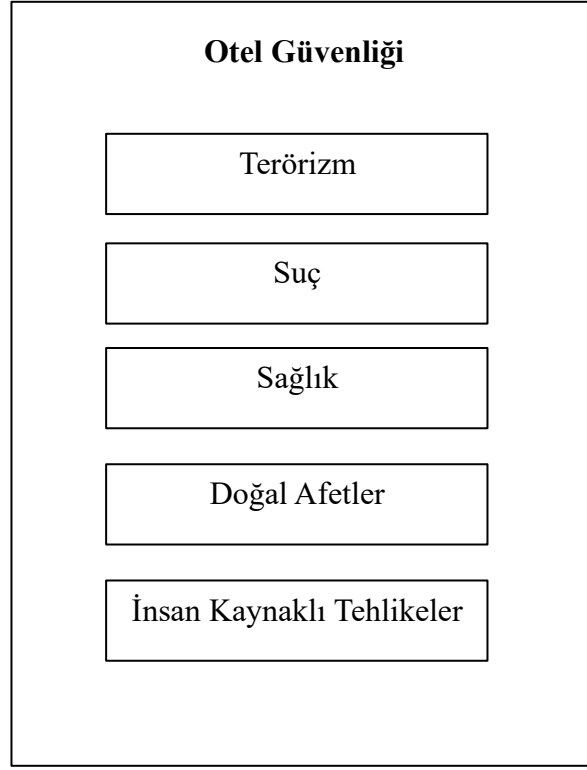 Otel Güvenliği
Terörizm
Suç
Sağlık
Doğal Afetler
İnsan Kaynaklı Tehlikeler